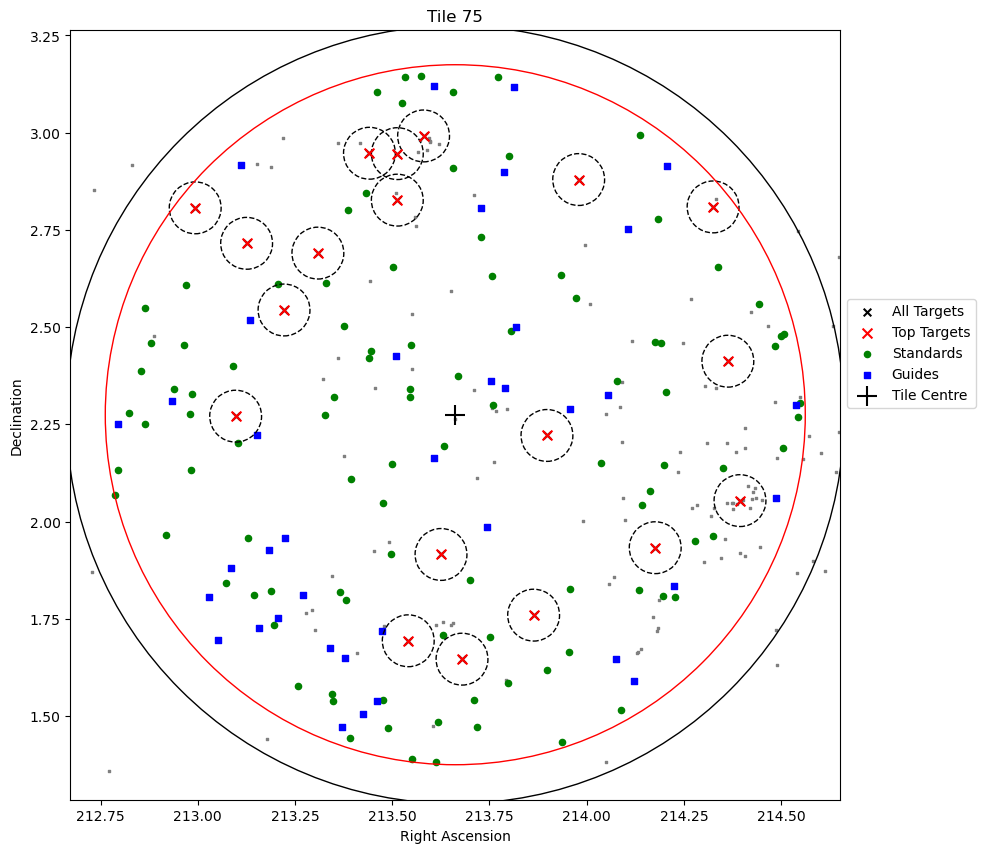 Tile 75
3.25
3.00
2.75
2.50
2.25
2.00
1.75
1.50
Declination
212.75
213.00
213.25
213.50
213.75
214.00
214.25
214.50
Right Ascension
All Targets
Top Targets
Standards
Guides
Tile Centre